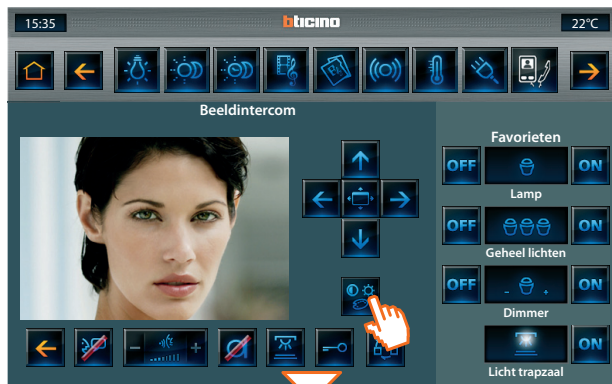 15:35
bticino
22°C
Beeldintercom
Favorieten
OFF
ON
Lamp
OFF
ON
Geheel lichten
OFF
- .
ON
Dimmer
ON
Licht trapzaal
- +